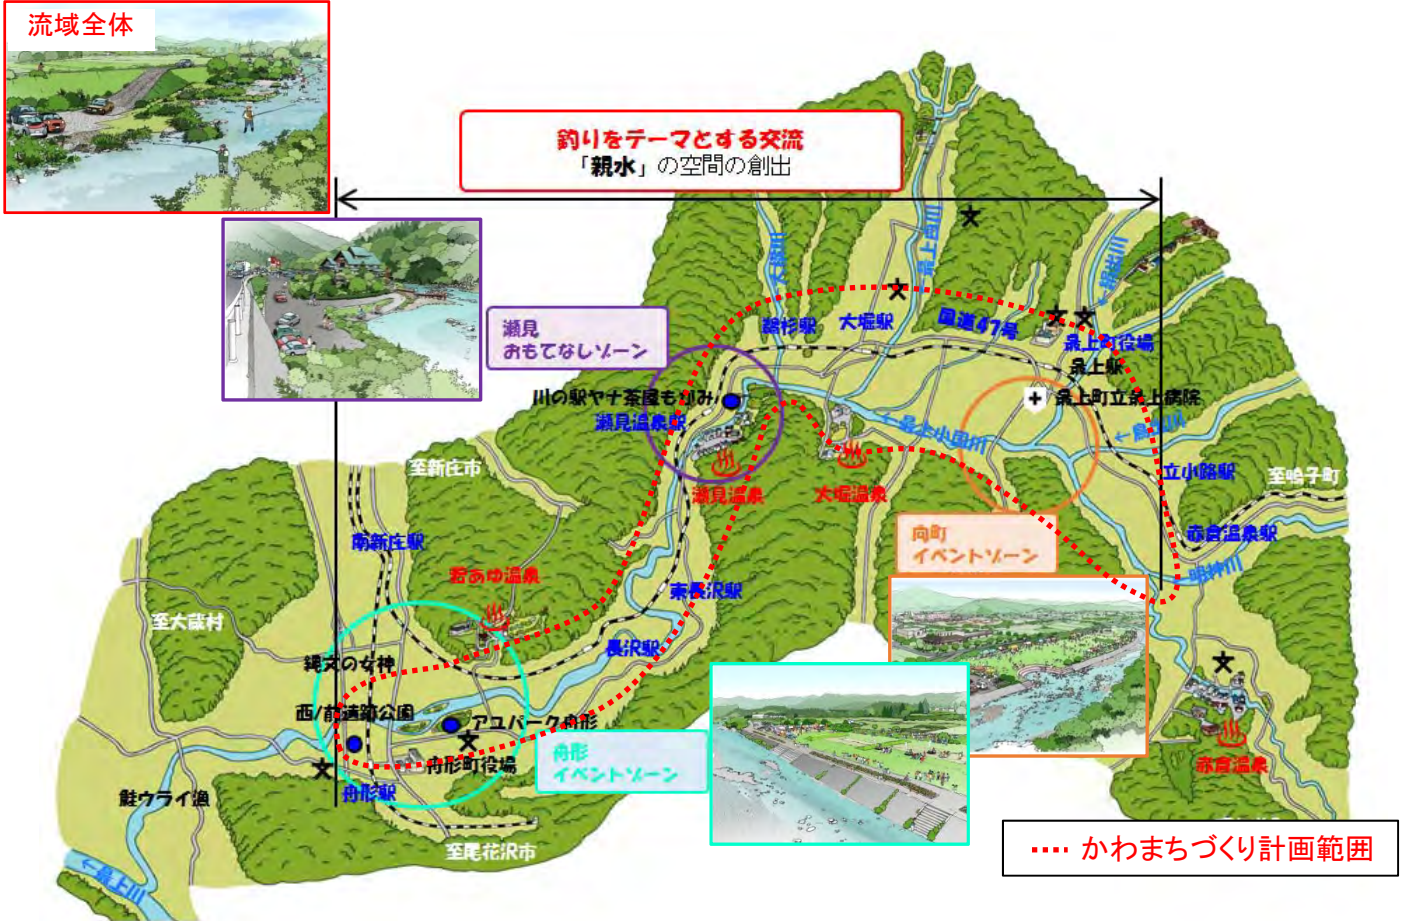 流域全体
釣りをテーマとする交流
「親水」の空間の創出
瀬見
おもてなしゾーン
大堀駅
国道47号
最上町役場
最上駅
川の駅ヤナ茶屋もがみ
瀬見温泉駅
最上町立最上病院
←最上小国川
至新庄市
瀬見温泉
大堀温泉
立小路駅
至鳴子町
向町
イベントゾーン
赤倉温泉駅
明神川
南新庄駅
若あゆ温泉
東長沢駅
至大蔵村
縄文の女神
長沢駅
西ノ前遺跡公園
アユパーク舟形
舟形
イベントゾーン
舟形町役場
舟形駅
鮭ウライ漁
赤倉温泉
至尾花沢市
←最上川
かわまちづくり計画範囲